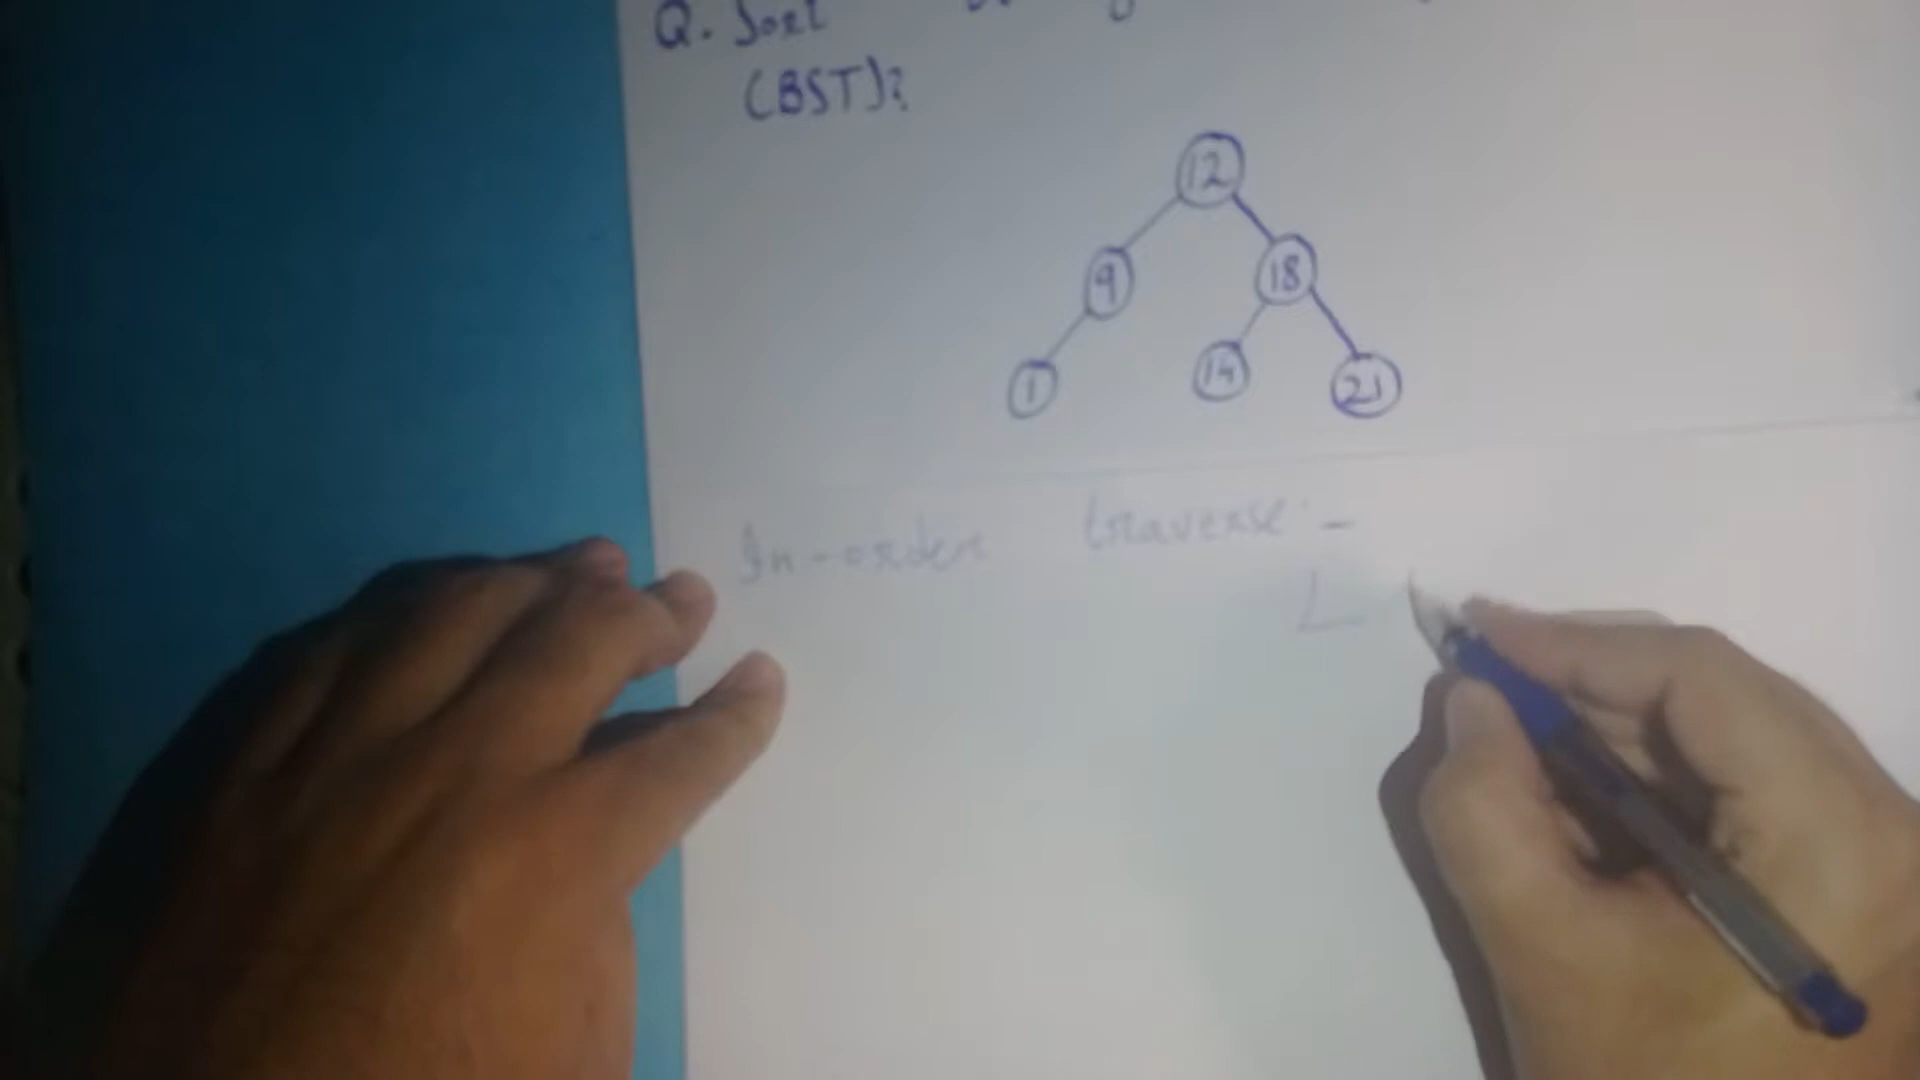 Q. Sort
(BST)?
12
9 18
1 14 21
In-order traverse:-
L